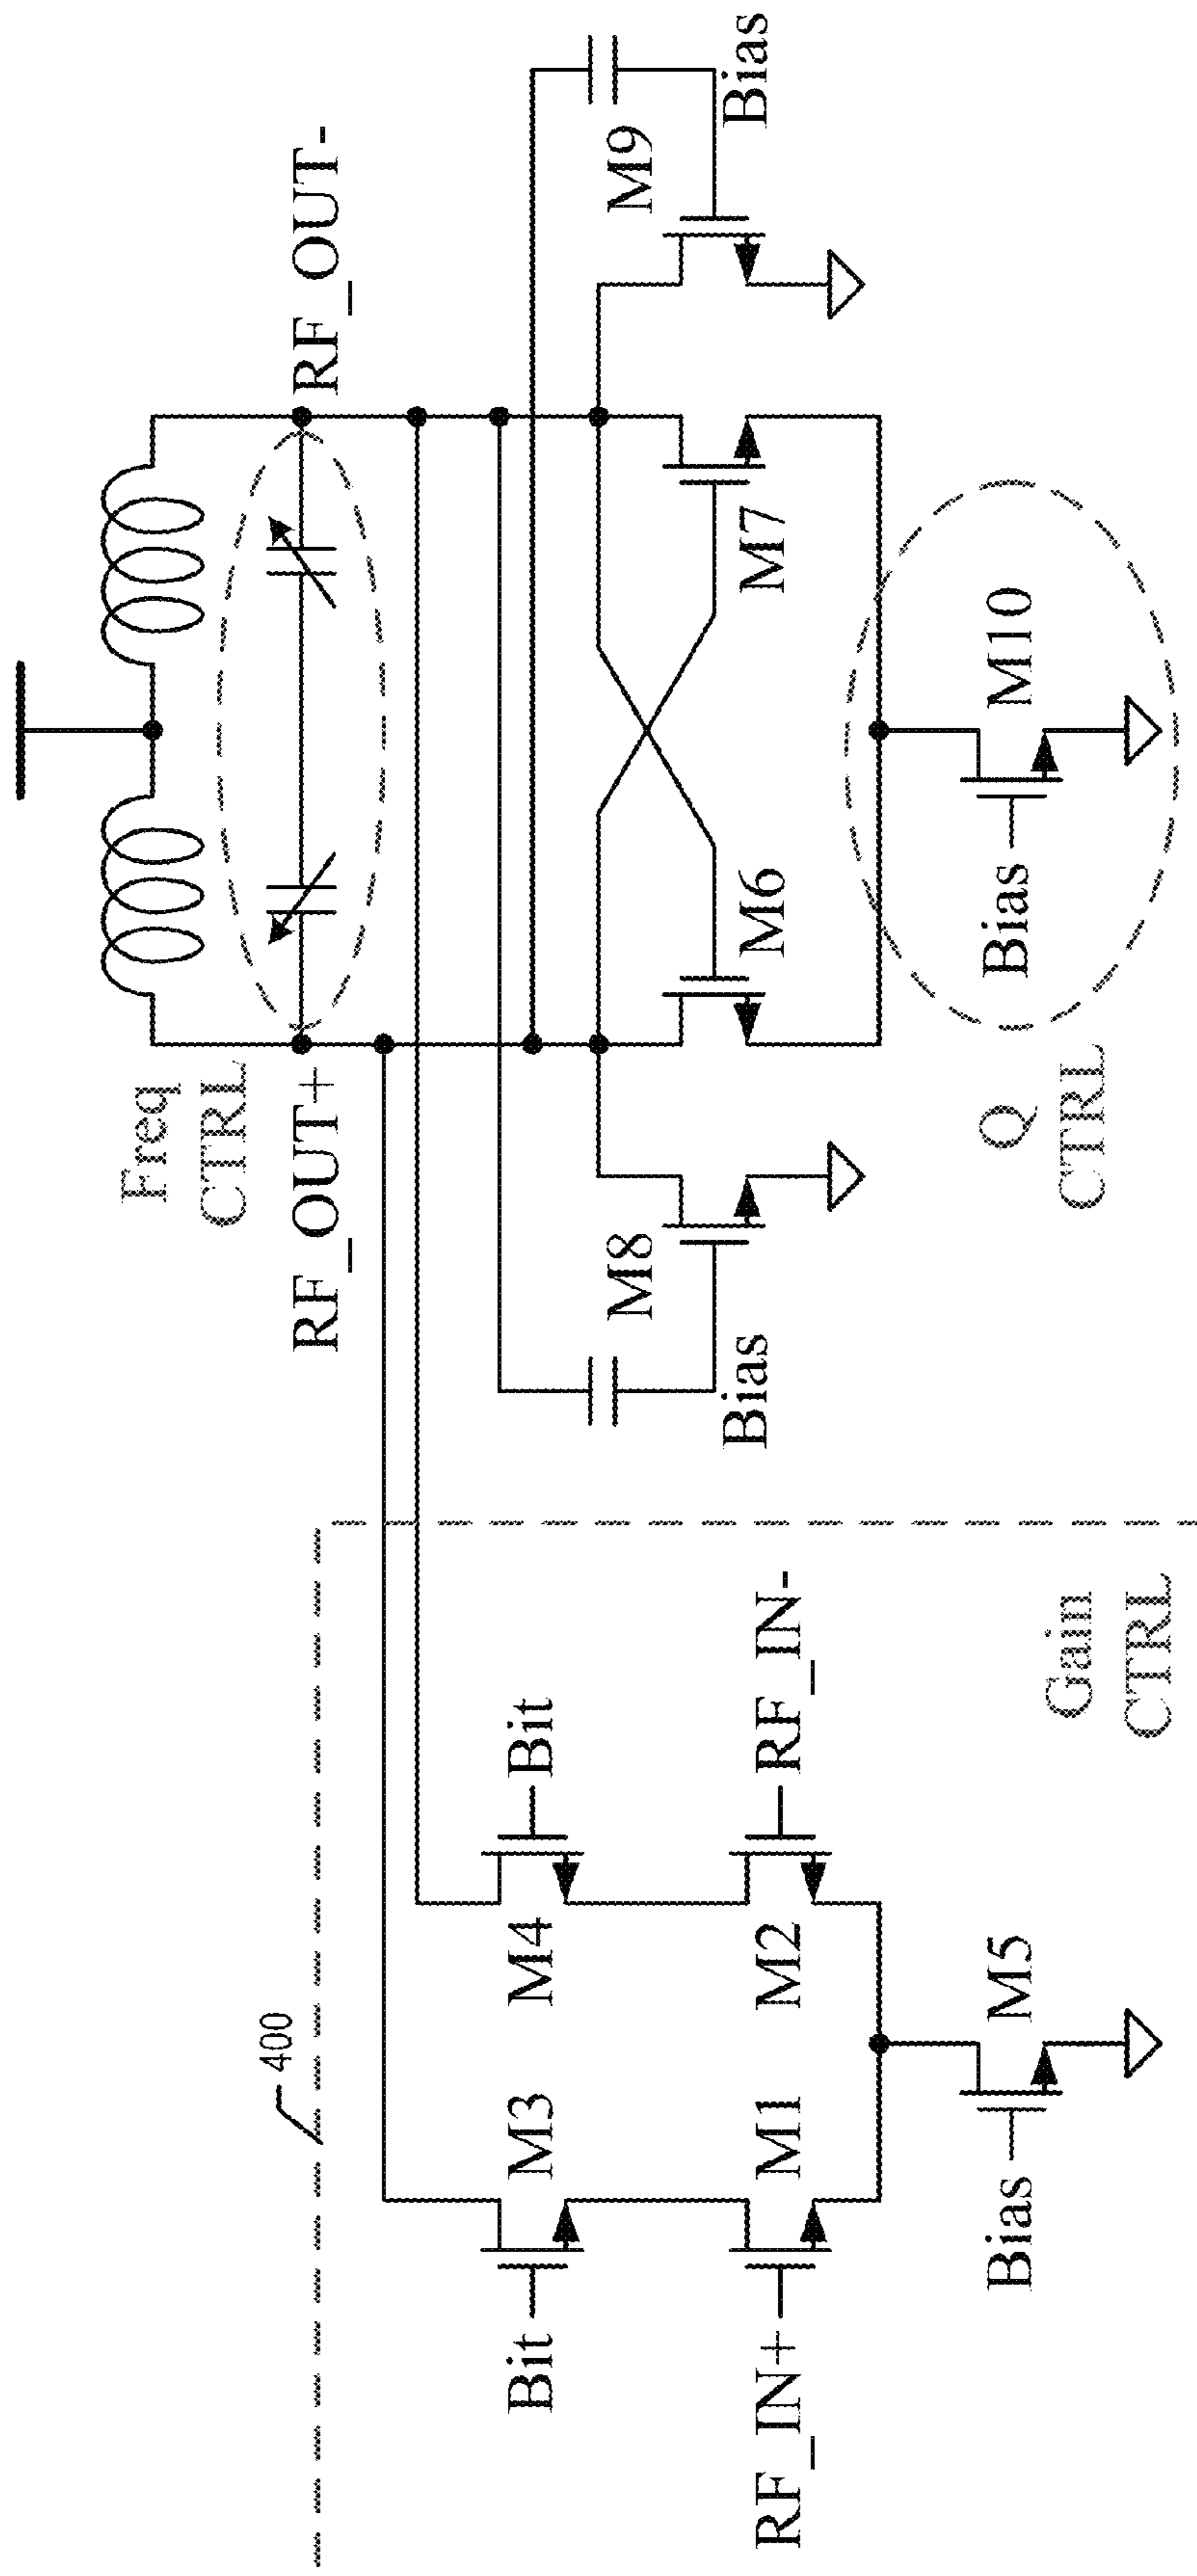 400
Freq
CTRL
RF_OUT+
RF_OUT-
Bit
M3
M4
Bit
M8
M9
Bias
Bias
RF_IN+
M1
M2
RF_IN-
M6
M7
Bias
M5
Gain
CTRL
Q
CTRL
Bias
M10